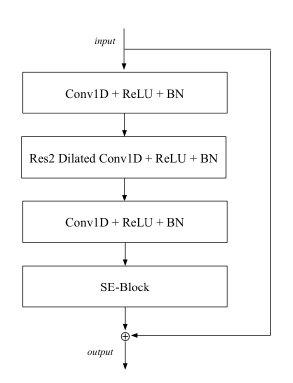 input
Conv1D + ReLU + BN
Res2 Dilated Conv1D + ReLU + BN
Conv1D + ReLU + BN
SE-Block
output